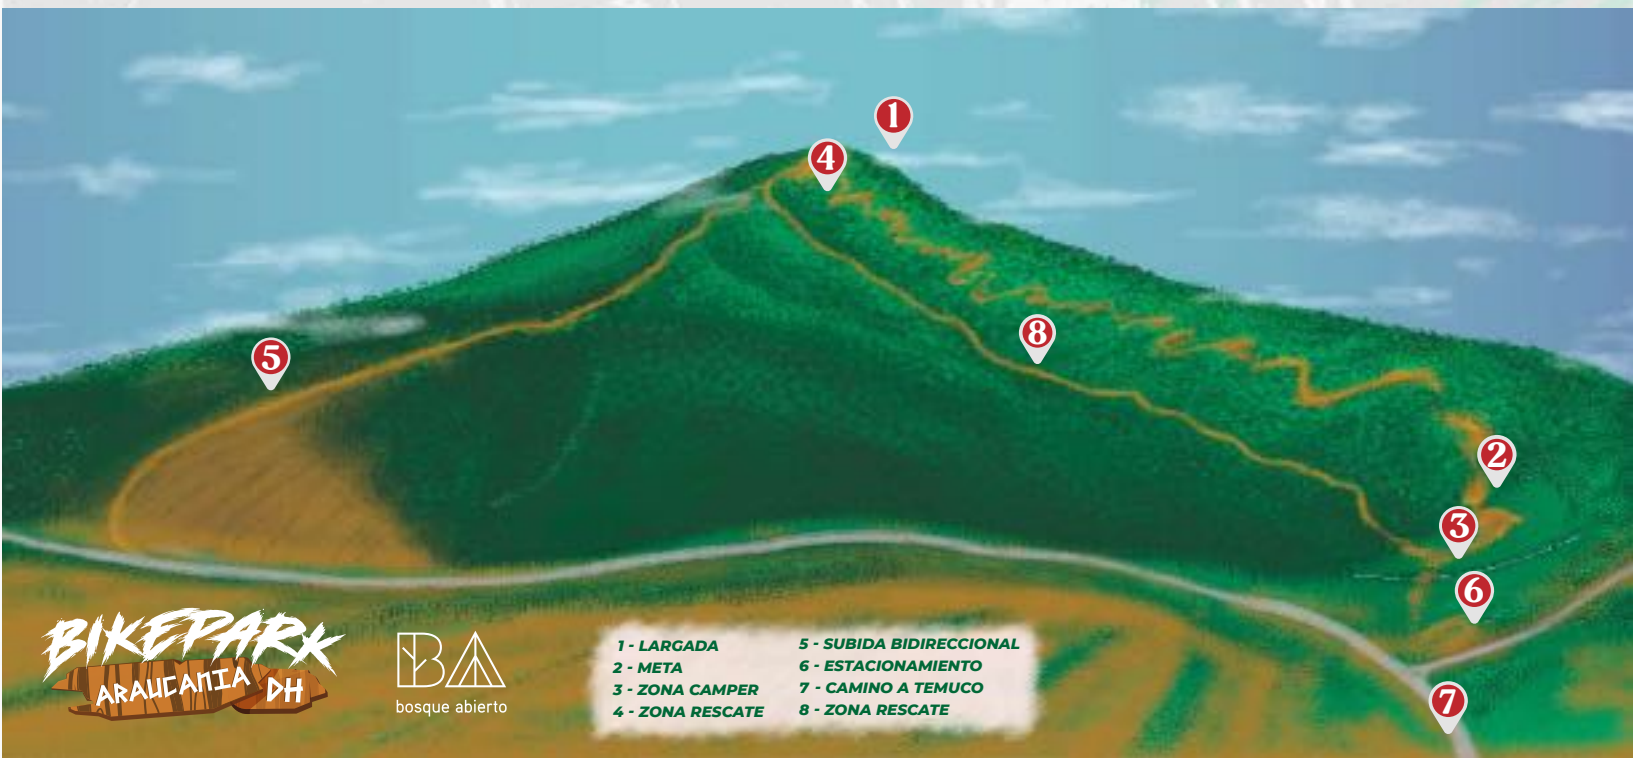 1
4
8
5
2
3
6
7
BIKEPARK
ARAUCANIA DH
BA
bosque abierto
1 - LARGADA
2 - META
3 - ZONA CAMPER
4 - ZONA RESCATE
5 - SUBIDA BIDIRECCIONAL
6 - ESTACIONAMIENTO
7 - CAMINO A TEMUCO
8 - ZONA RESCATE